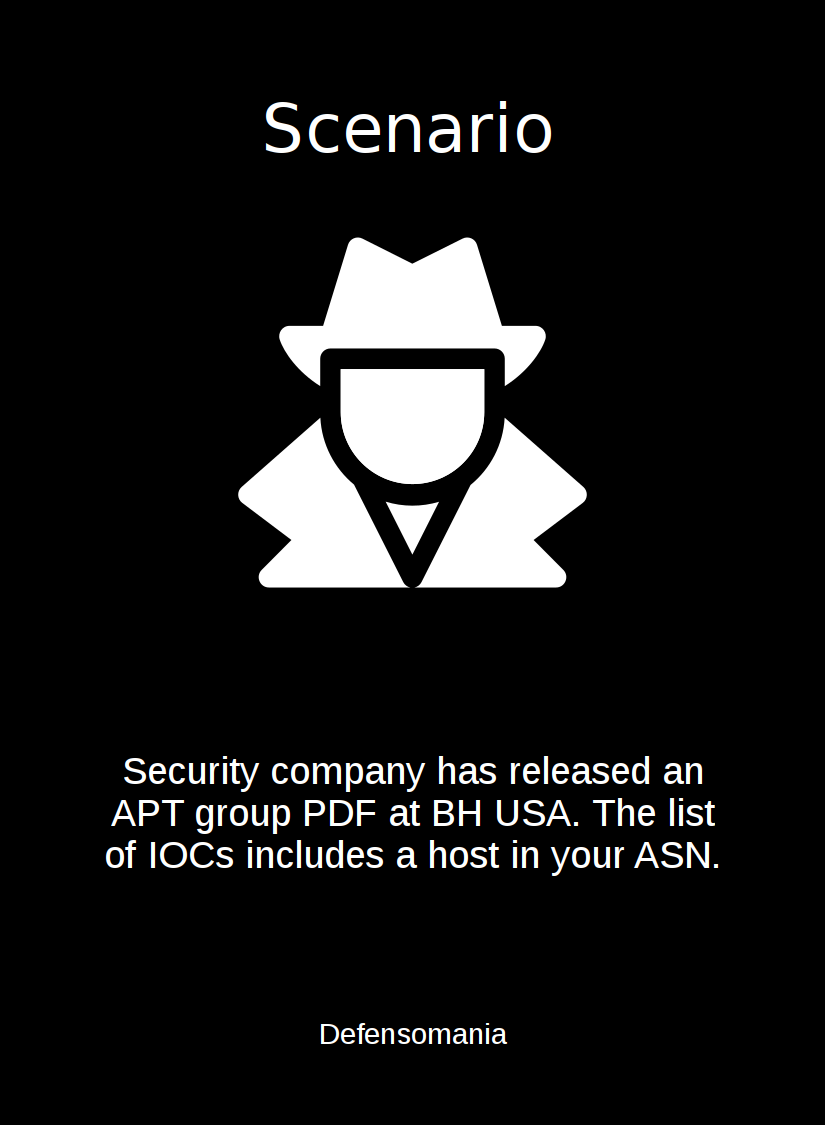 Scenario
Security company has released an
APT group PDF at BH USA. The list
of IOCs includes a host in your ASN.
Defensomania